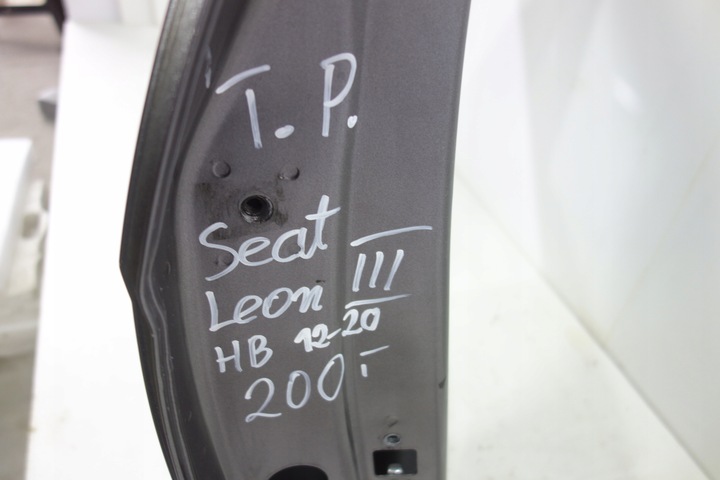 T. P.
Seat
Leon III
HB 12-20
200,-